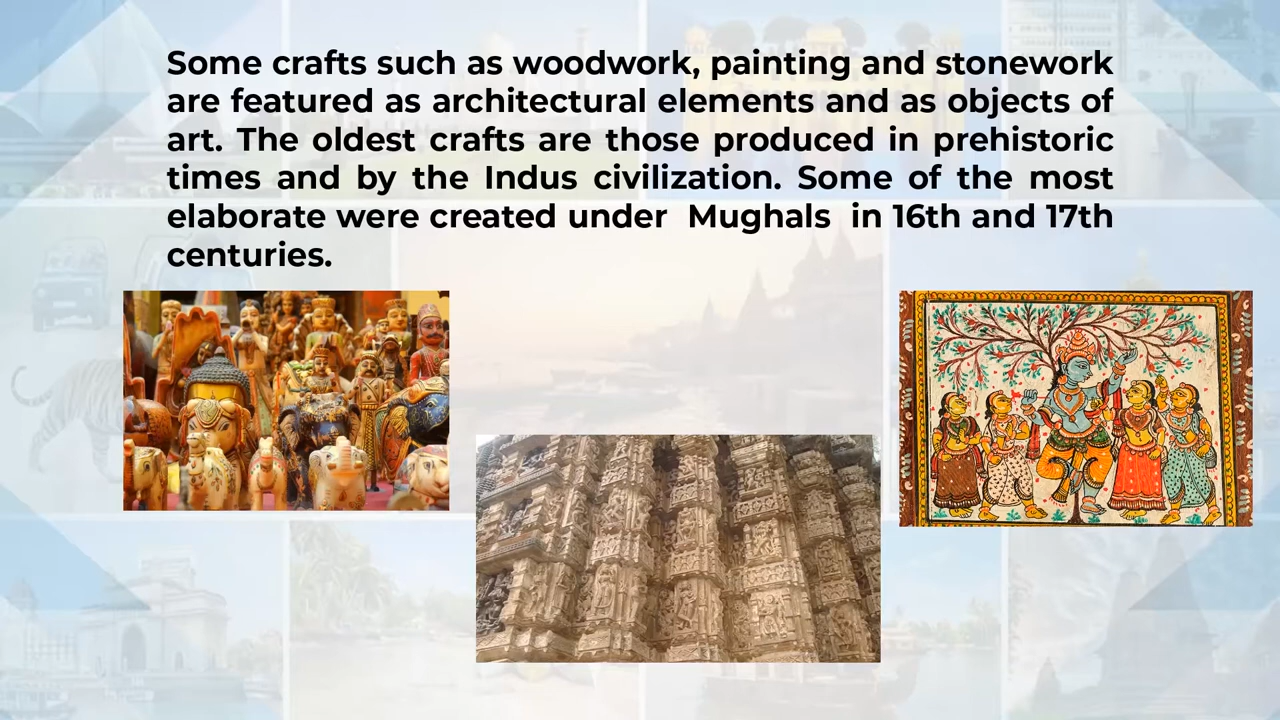 Some crafts such as woodwork, painting and stonework
are featured as architectural elements and as objects of
art. The oldest crafts are those produced in prehistoric
times and by the Indus civilization. Some of the most
elaborate were created under  Mughals  in 16th and 17th
centuries.